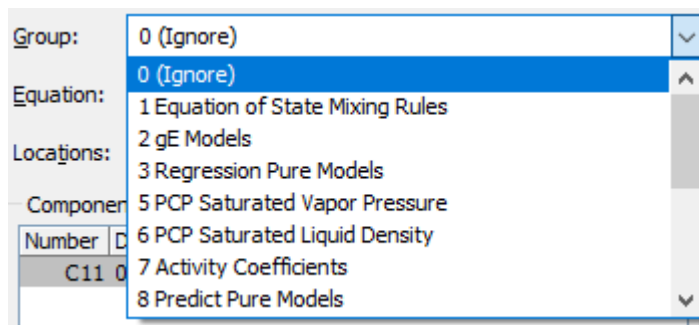 Group: 0 (Ignore)
0 (Ignore)
Equation:
1 Equation of State Mixing Rules
2 gE Models
Locations:
3 Regression Pure Models
5 PCP Saturated Vapor Pressure
6 PCP Saturated Liquid Density
Number
C11
7 Activity Coefficients
8 Predict Pure Models